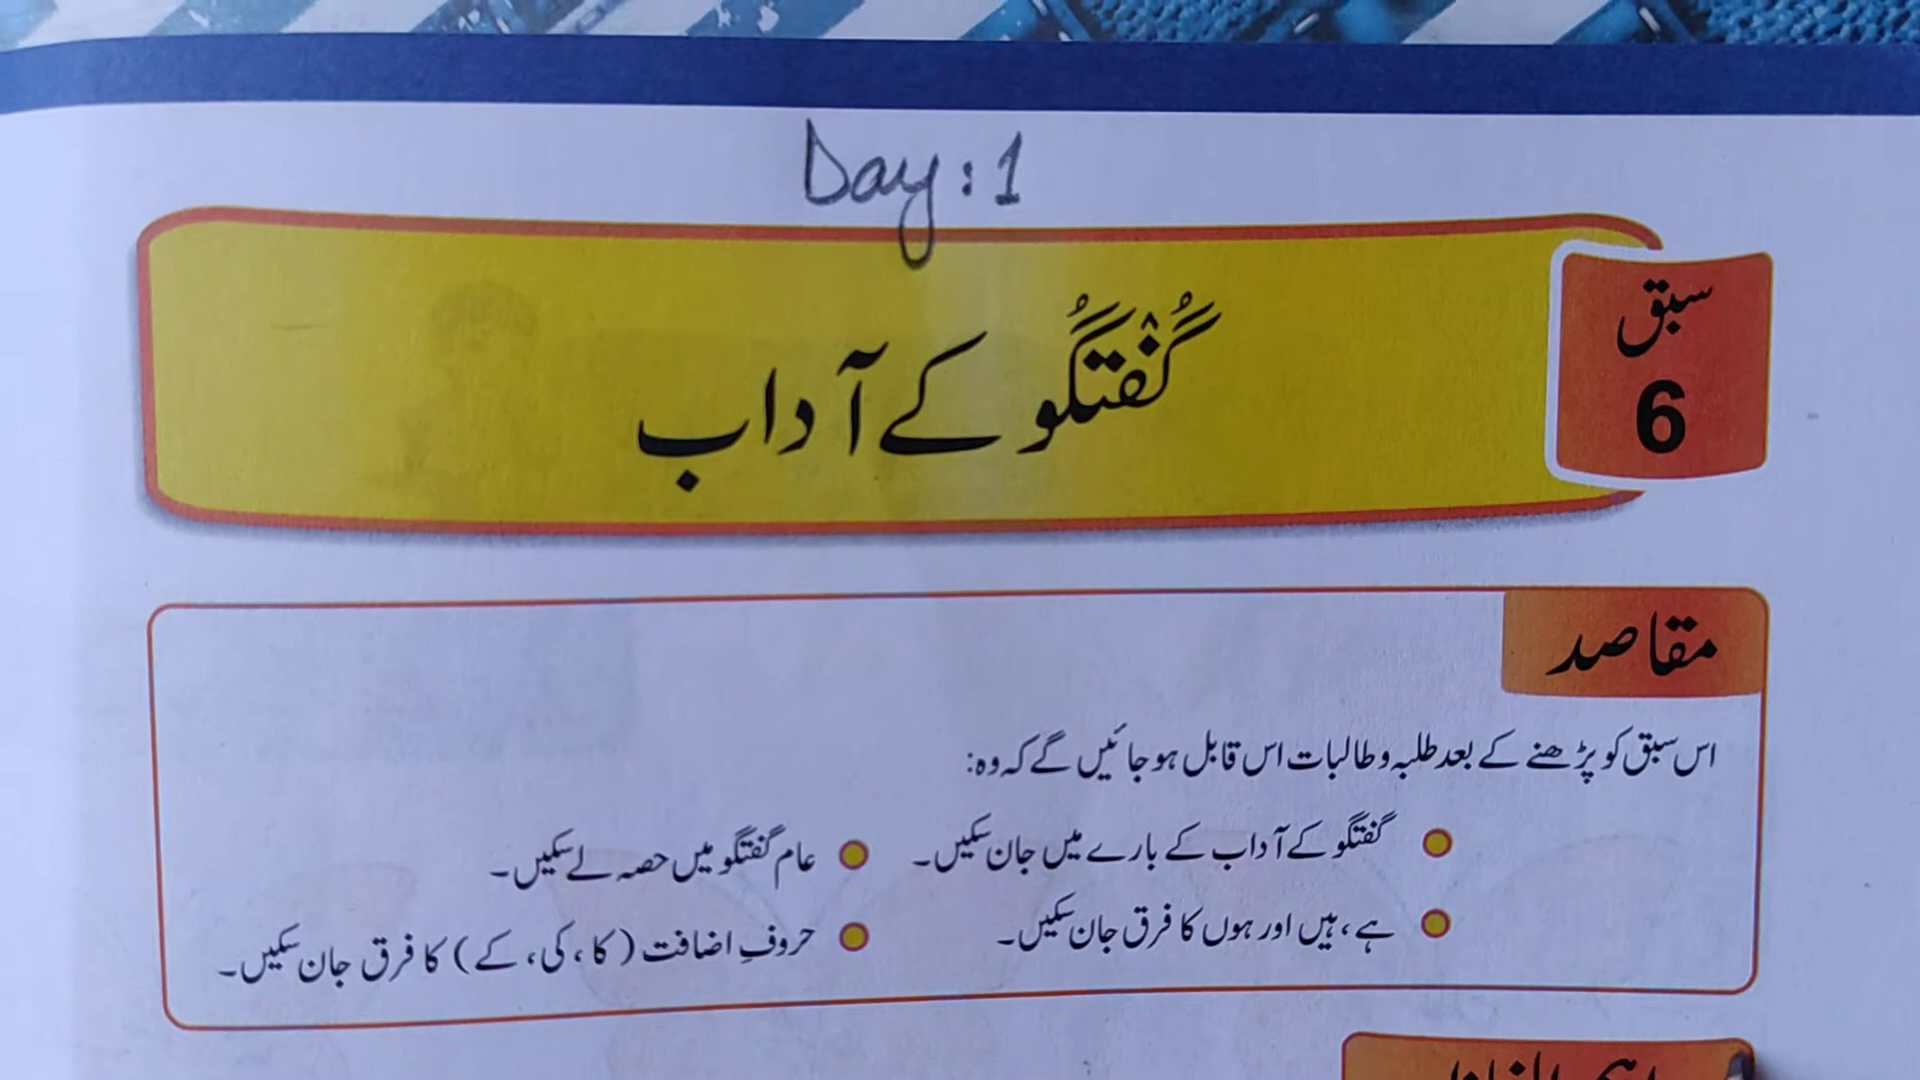 Day: 1
سبق
6
گُفْتگُو کے آداب
مقاصد
اس سبق کو پڑھنے کے بعد طلبہ و طالبات اس قابل ہو جائیں گے کہ وہ:
گفتگو کے آداب کے بارے میں جان سکیں۔
عام گفتگو میں حصہ لے سکیں۔
ہے، ہیں اور ہوں کا فرق جان سکیں۔
حروفِ اضافت (کا، کی، کے) کا فرق جان سکیں۔